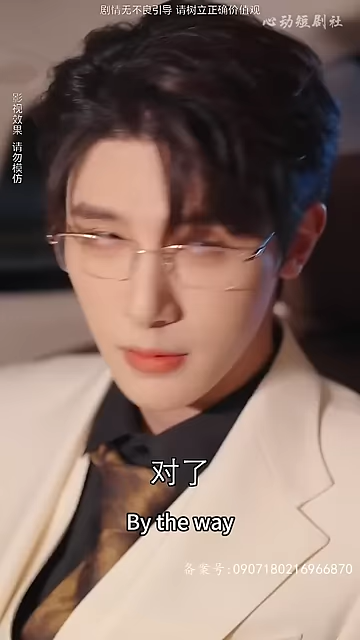 剧情无不良引导 请树立正确价值观
心动短剧社
影视效果 请勿模仿
对了
By the way
备案号:0907180216966870